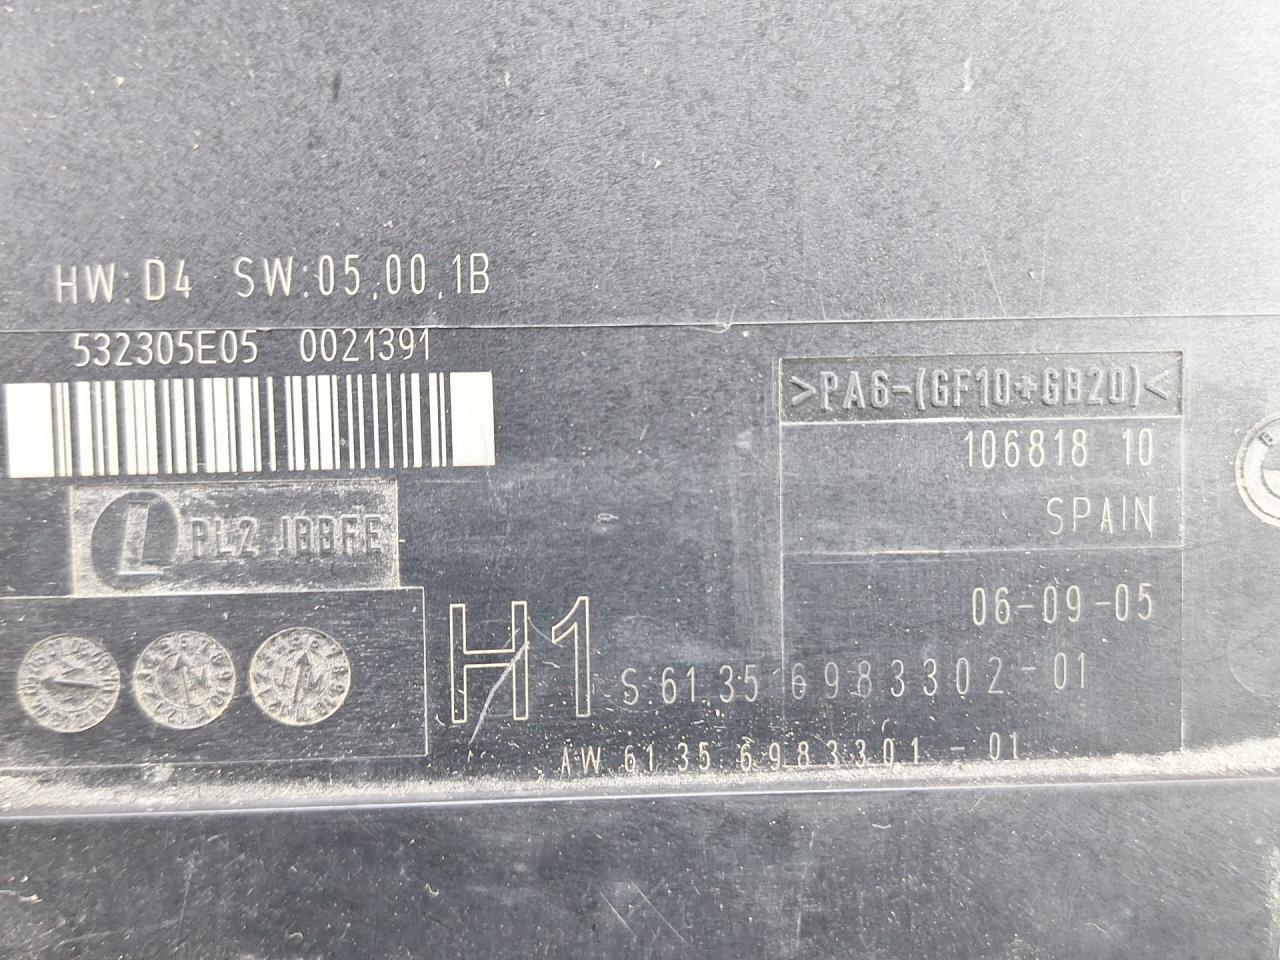 HW:D4 SW:05.00.1B
532305E05 0021391
>PA6-(GF10+GB20)<
106818 10
SPAIN
L PL2 JBBFE
06-09-05
H1
S:61.35 6983302-01
AW 61.35 6983301-01